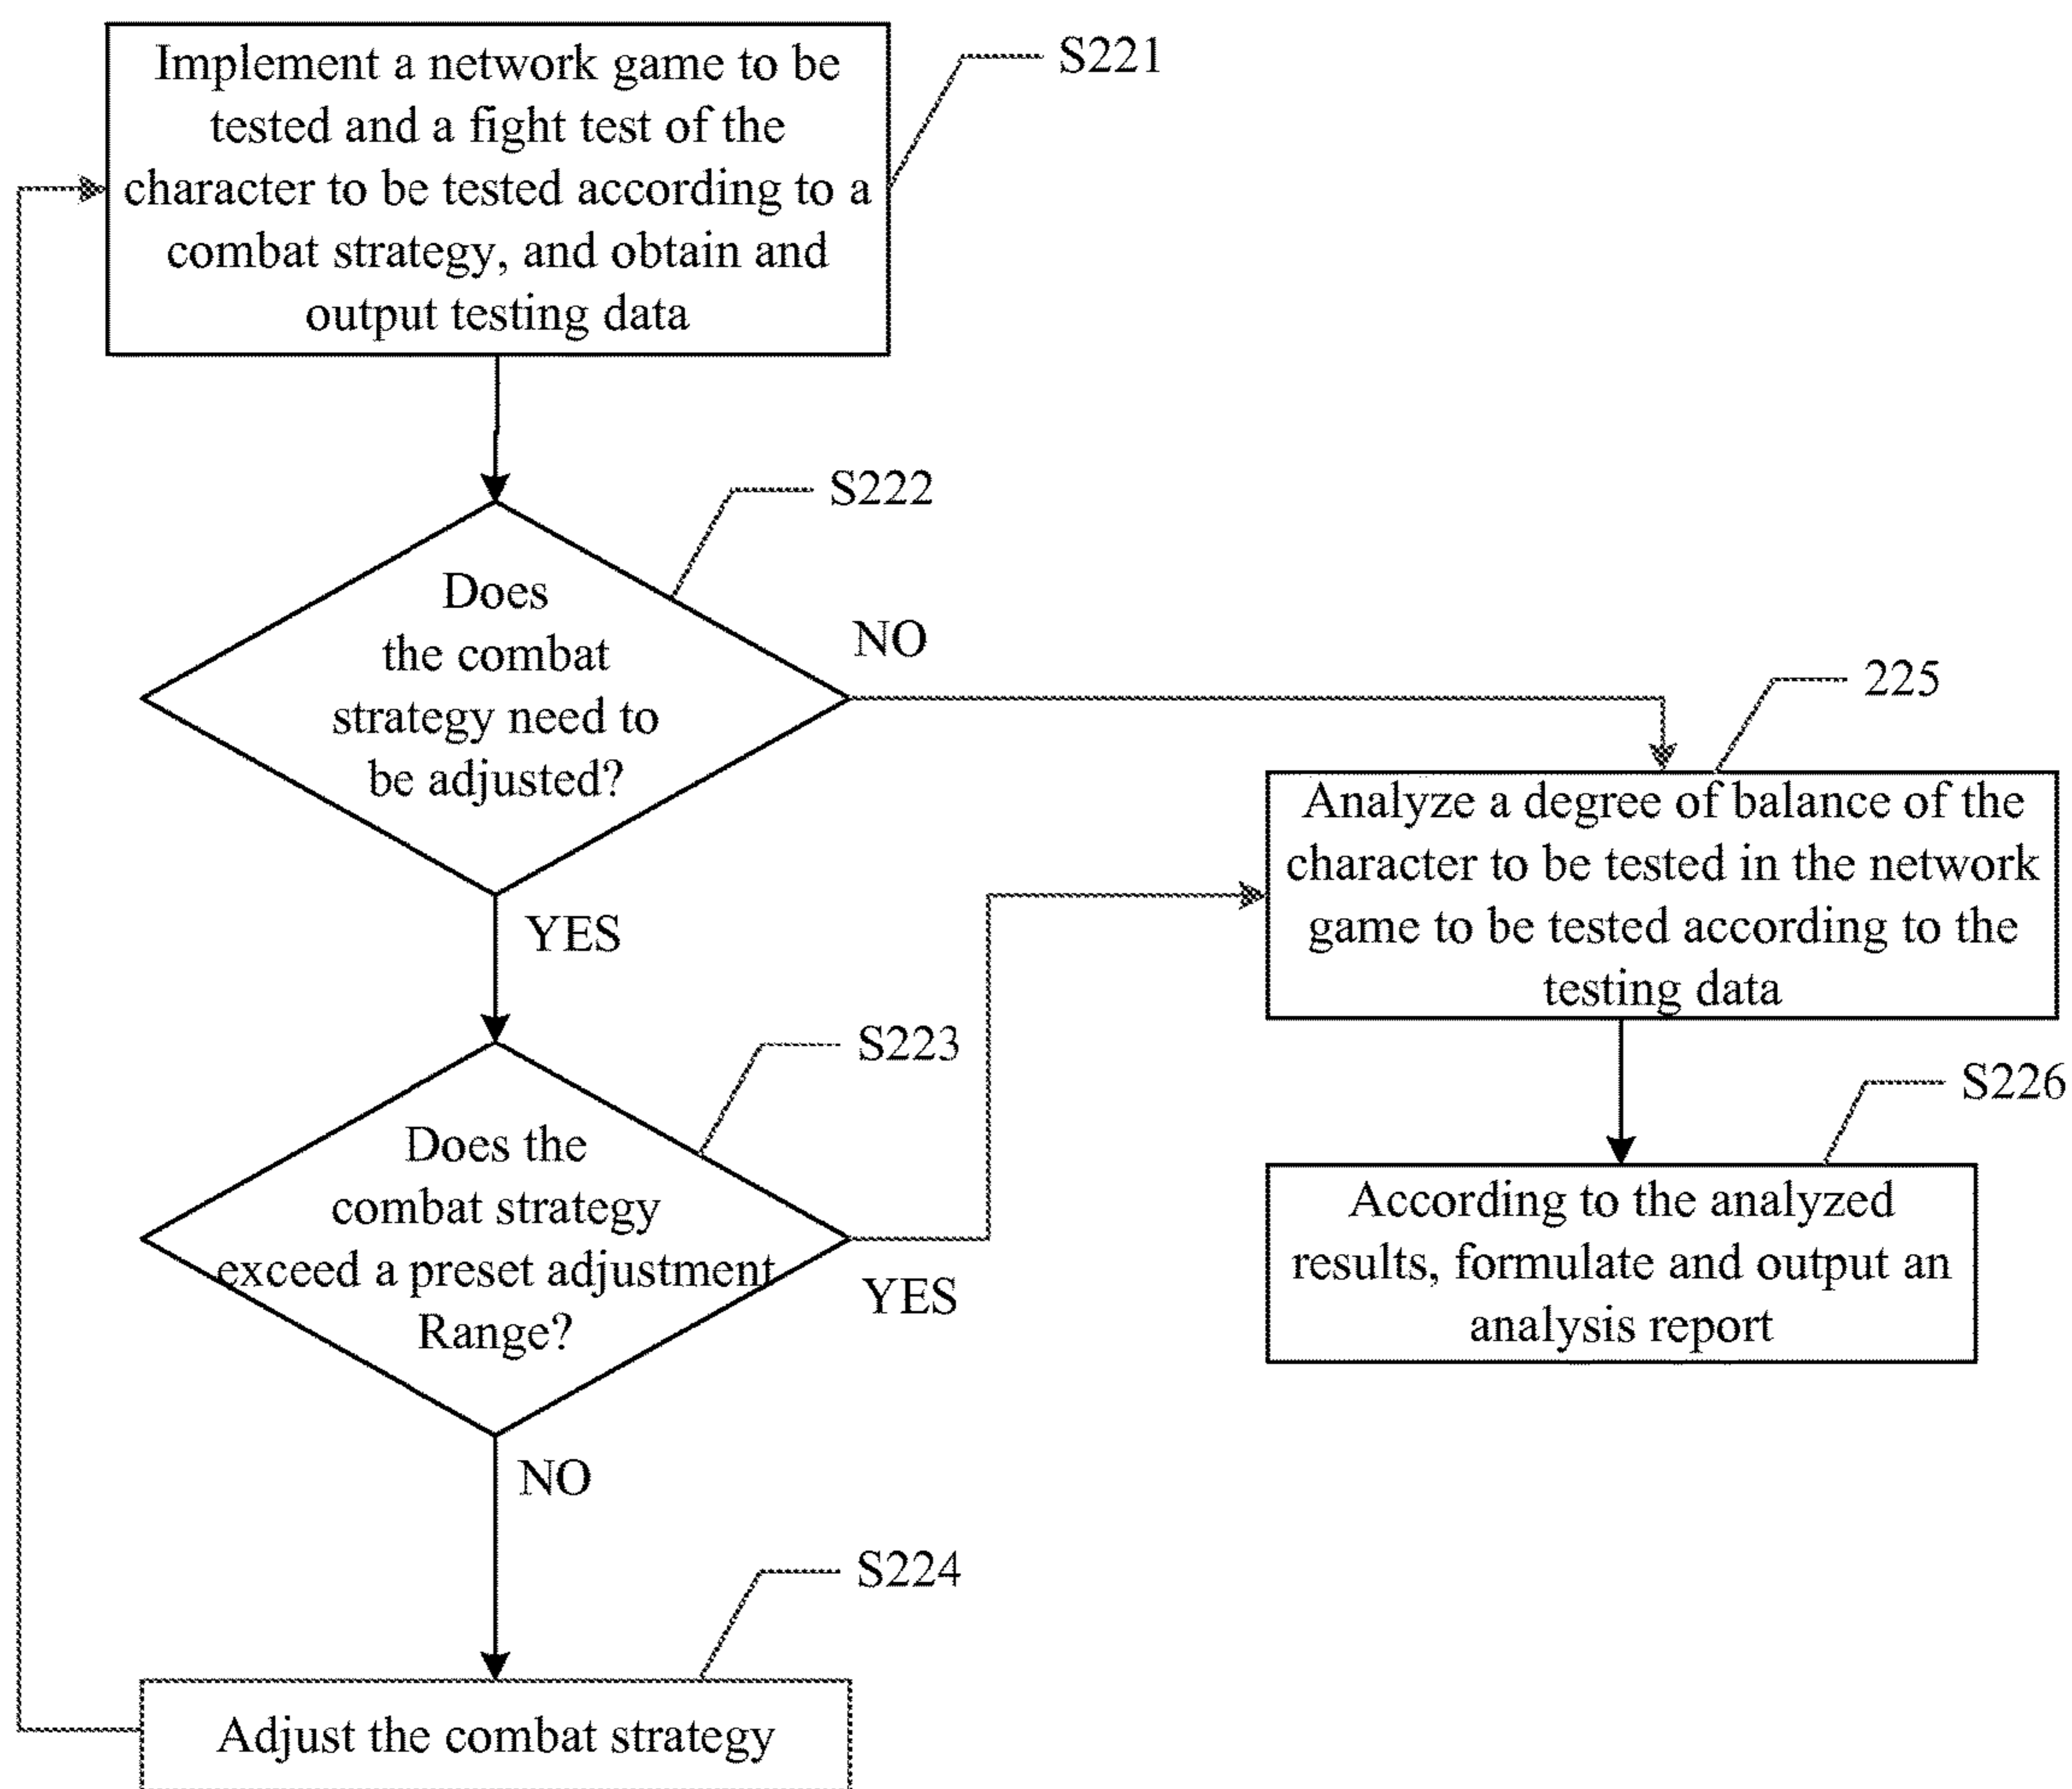 Implement a network game to be
tested and a fight test of the
character to be tested according to a
combat strategy, and obtain and
output testing data
S221
S222
Does
the combat
strategy need to
be adjusted?
NO
YES
225
Analyze a degree of balance of the
character to be tested in the network
game to be tested according to the
testing data
S223
Does the
combat strategy
exceed a preset adjustment
Range?
YES
NO
S226
According to the analyzed
results, formulate and output an
analysis report
S224
Adjust the combat strategy